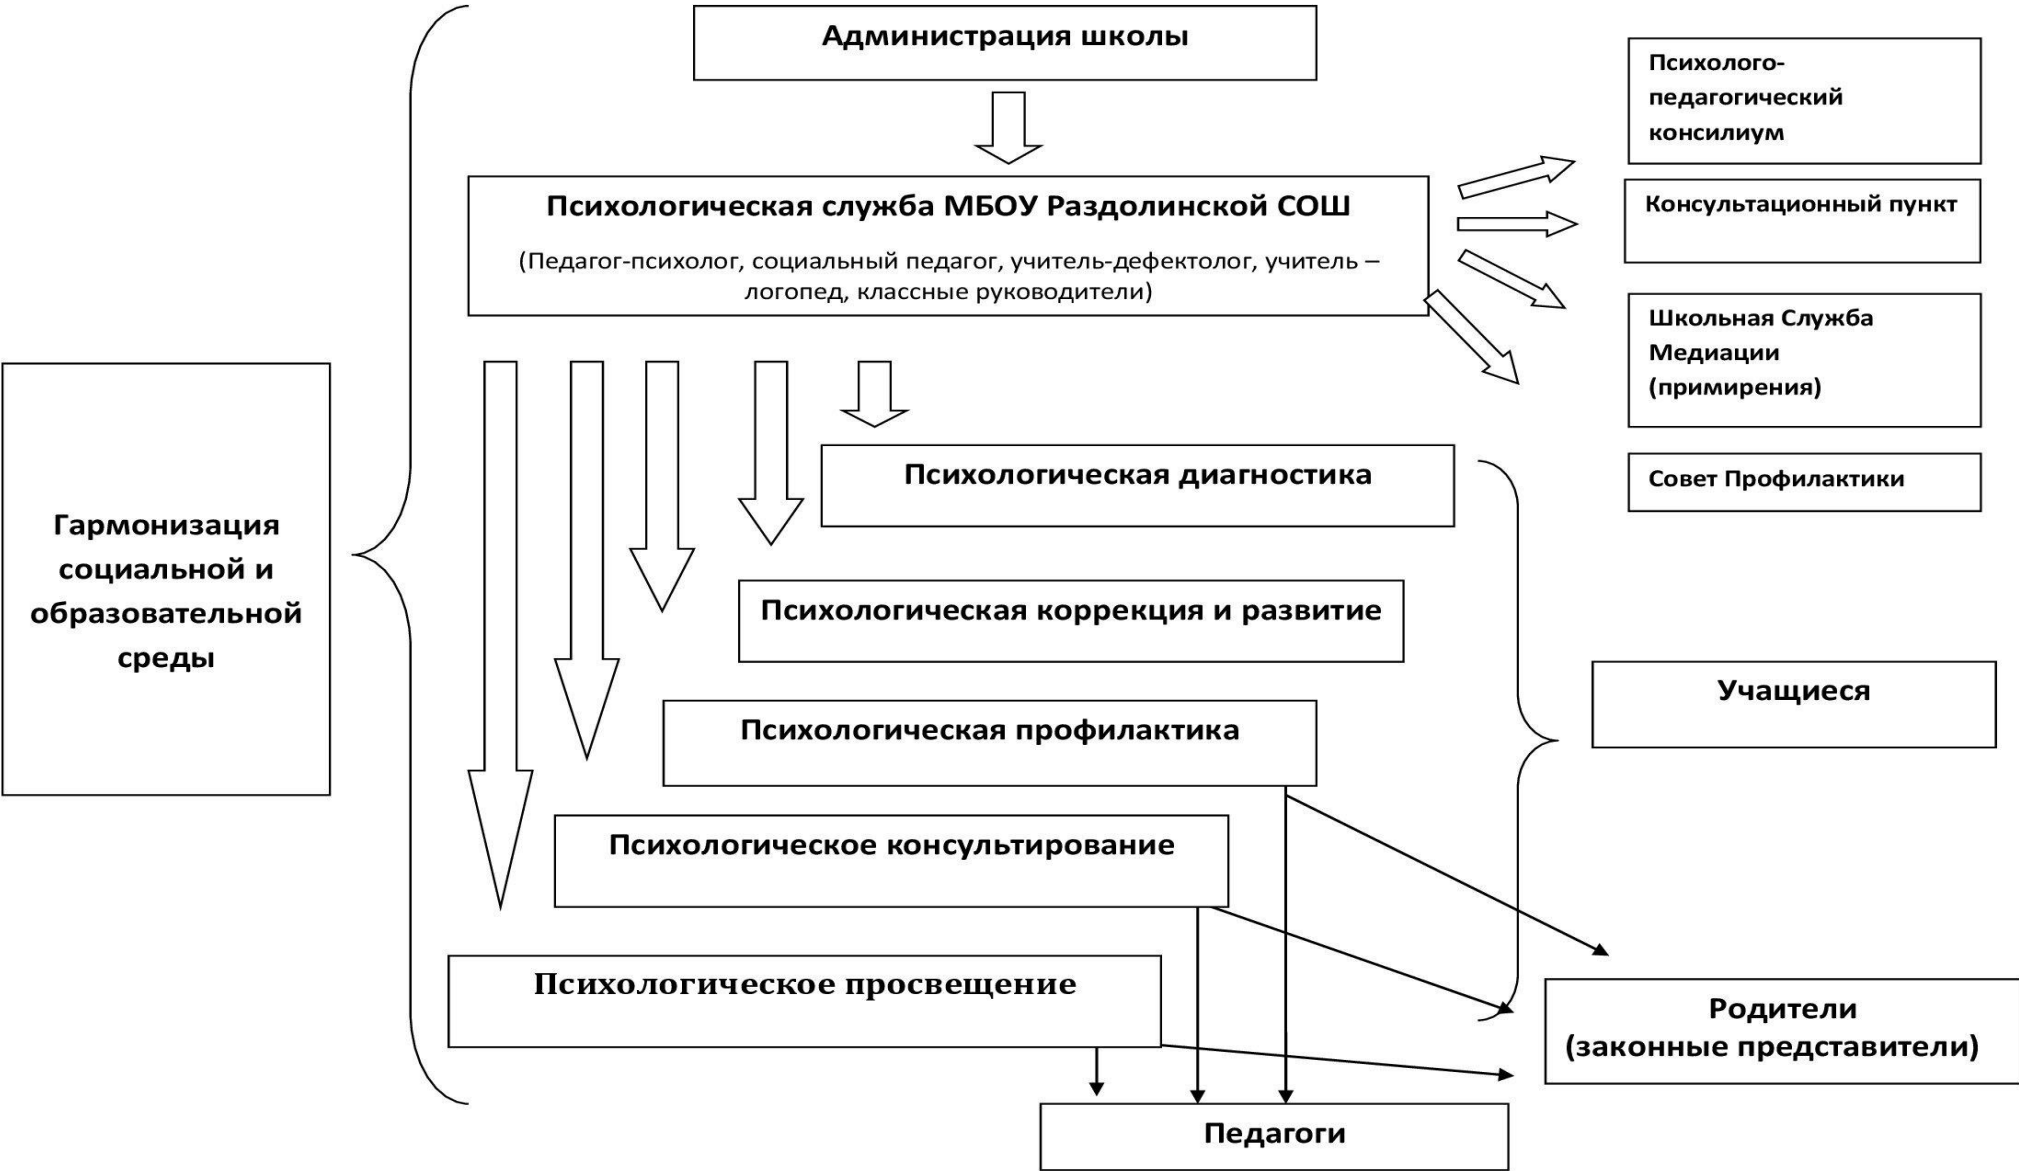 Администрация школы
Психолого-
педагогический
консилиум
Психологическая служба МБОУ Раздолинской СОШ
(Педагог-психолог, социальный педагог, учитель-дефектолог, учитель –
логопед, классные руководители)
Консультационный пункт
Школьная Служба
Медиации
(примирения)
Совет Профилактики
Гармонизация
социальной и
образовательной
среды
Психологическая диагностика
Психологическая коррекция и развитие
Психологическая профилактика
Психологическое консультирование
Психологическое просвещение
Учащиеся
Родители
(законные представители)
Педагоги